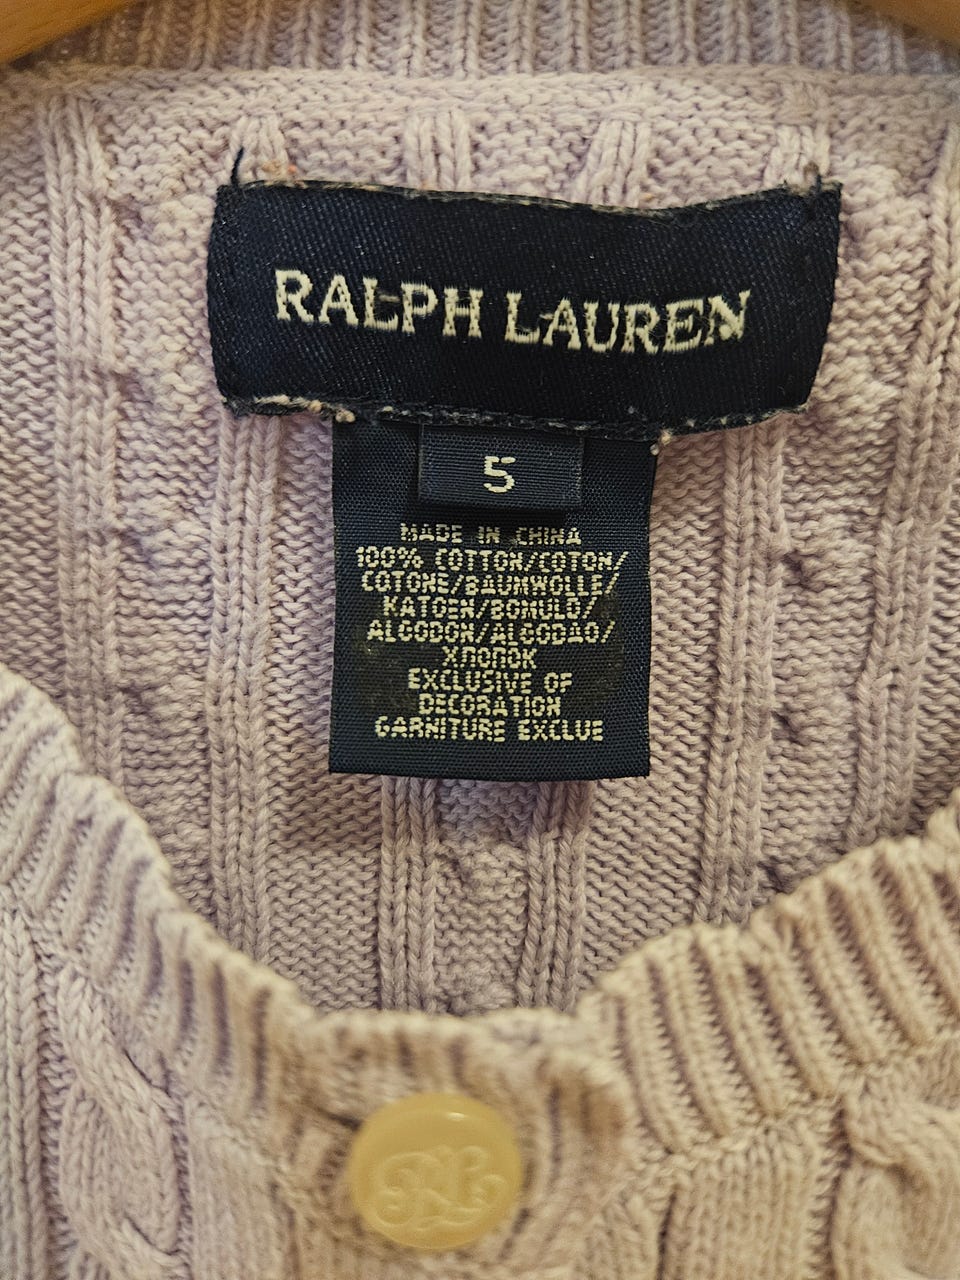 RALPH LAUREN
5
MADE IN CHINA
100% COTTON/COTON/
COTONE/BAUMWOLLE/
KATOEN/BOMULD/
ALGODON/ALGODAO/
ХЛОПОК
EXCLUSIVE OF
DECORATION
GARNITURE EXCLUE
RL